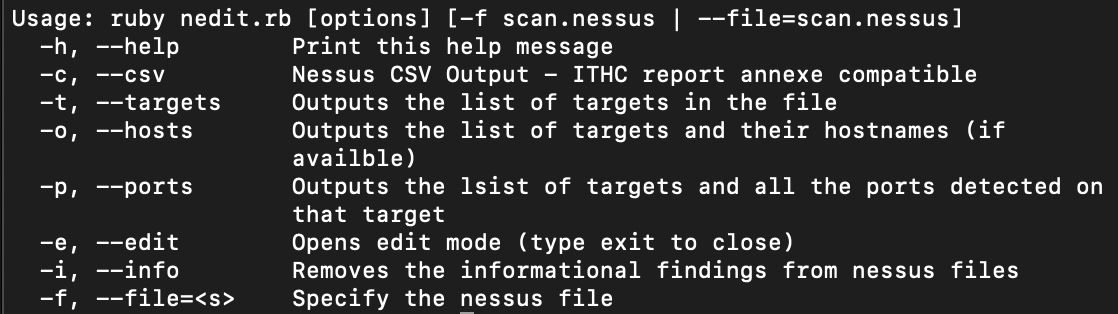 Usage: ruby nedit.rb [options] [-f scan.nessus | --file=scan.nessus]
-h, --help Print this help message
-c, --csv Nessus CSV Output – ITHC report annexe compatible
-t, --targets Outputs the list of targets in the file
-o, --hosts Outputs the list of targets and their hostnames (if
availble)
-p, --ports Outputs the lsist of targets and all the ports detected on
that target
-e, --edit Opens edit mode (type exit to close)
-i, --info Removes the informational findings from nessus files
-f, --file=<s> Specify the nessus file